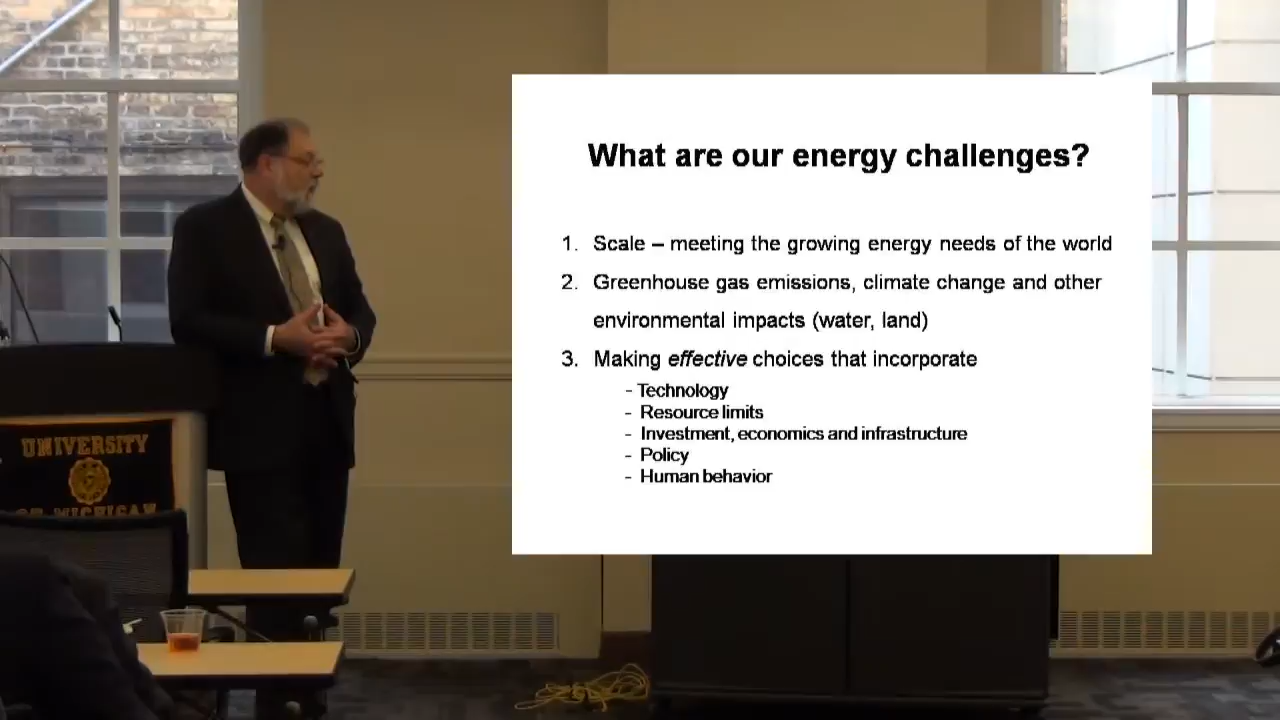 What are our energy challenges?
1. Scale – meeting the growing energy needs of the world
2. Greenhouse gas emissions, climate change and other
environmental impacts (water, land)
3. Making effective choices that incorporate
- Technology
- Resource limits
- Investment, economics and infrastructure
- Policy
- Human behavior
UNIVERSITY
OF MICHIGAN